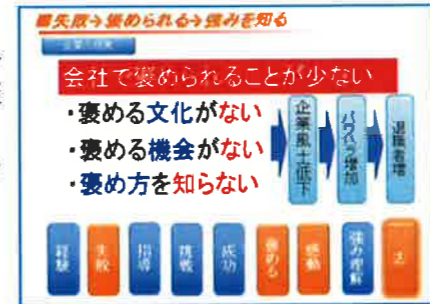 ■失敗→褒められる→強みを知る
会社で褒められることが少ない
・褒める文化がない
・褒める機会がない
・褒め方を知らない
企業風土低下
パワハラ増加
退職者増
経験
失敗
指導
挑戦
成功
褒める
感動
強み理解